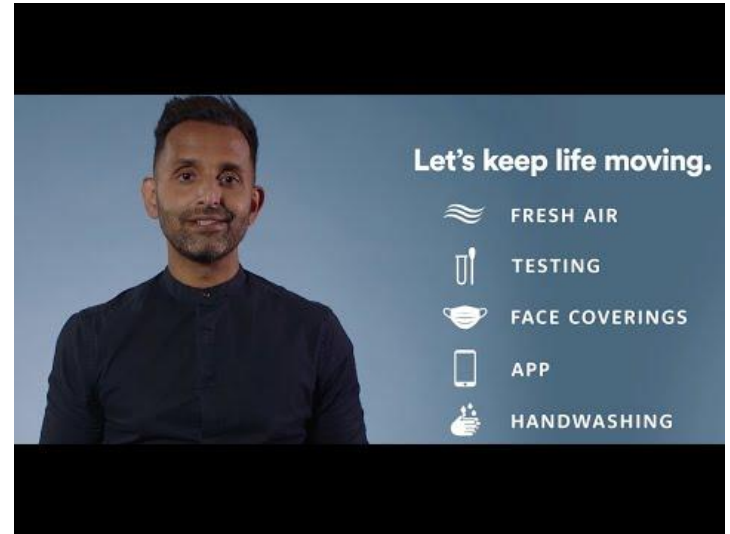 Let's keep life moving.
FRESH AIR
TESTING
FACE COVERINGS
APP
HANDWASHING